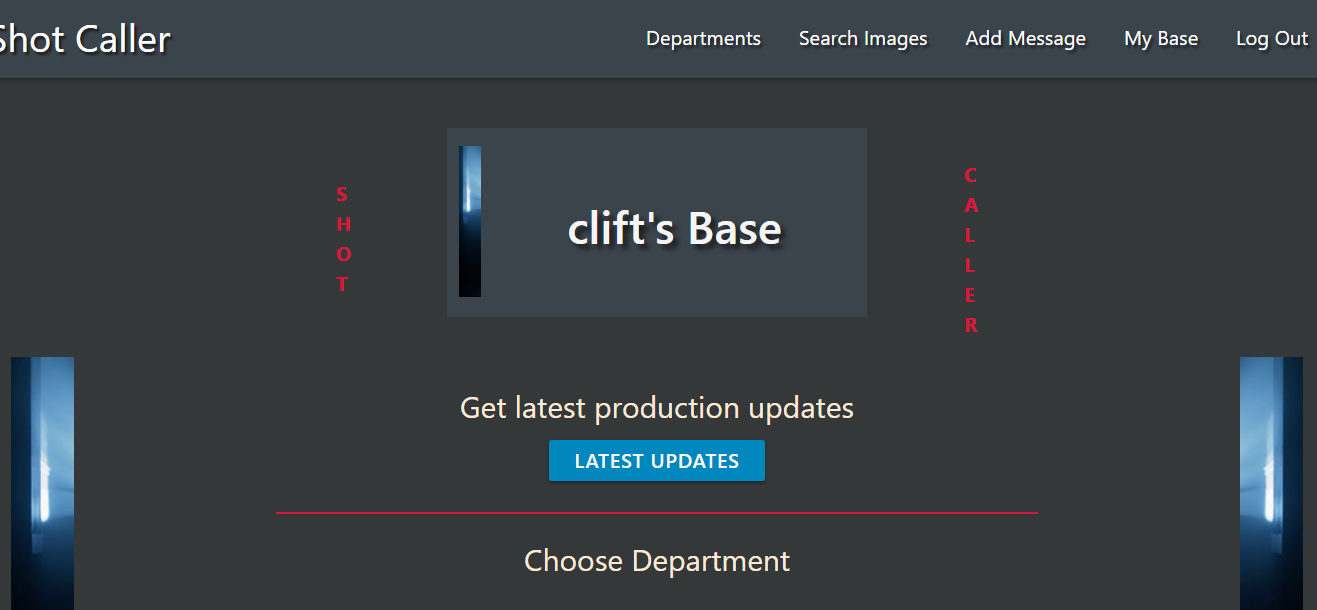 Shot Caller
Departments
Search Images
Add Message
My Base
Log Out
S
H
O
T
clift's Base
C
A
L
L
E
R
Get latest production updates
LATEST UPDATES
Choose Department